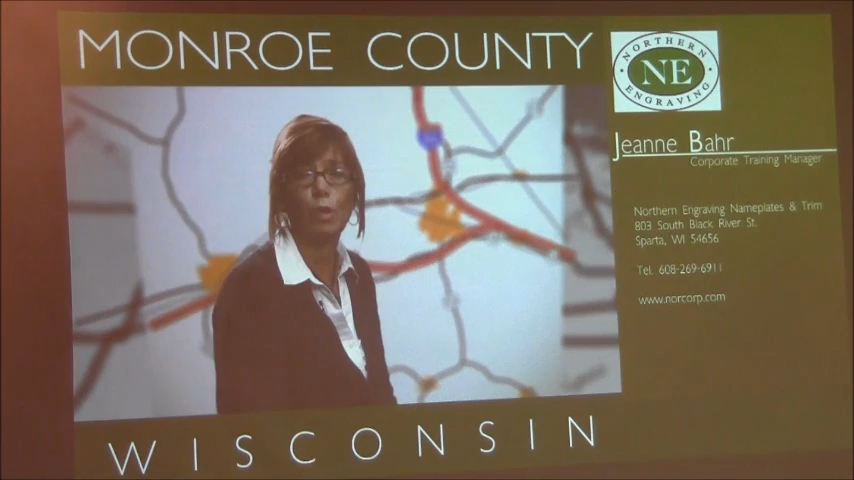 MONROE COUNTY
NORTHERN
NE
ENGRAVING
Jeanne Bahr
Corporate Training Manager
Northern Engraving Nameplates & Trim
803 South Black River St.
Sparta, WI 54656
Tel. 608-269-6911
www.norcorp.com
WISCONSIN